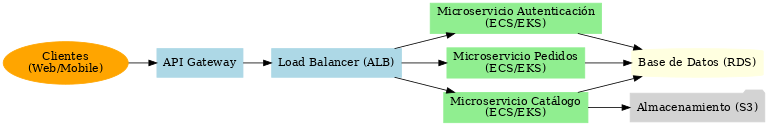 Clientes
(Web/Mobile)
API Gateway
Load Balancer (ALB)
Microservicio Autenticación
(ECS/EKS)
Microservicio Pedidos
(ECS/EKS)
Microservicio Catálogo
(ECS/EKS)
Base de Datos (RDS)
Almacenamiento (S3)